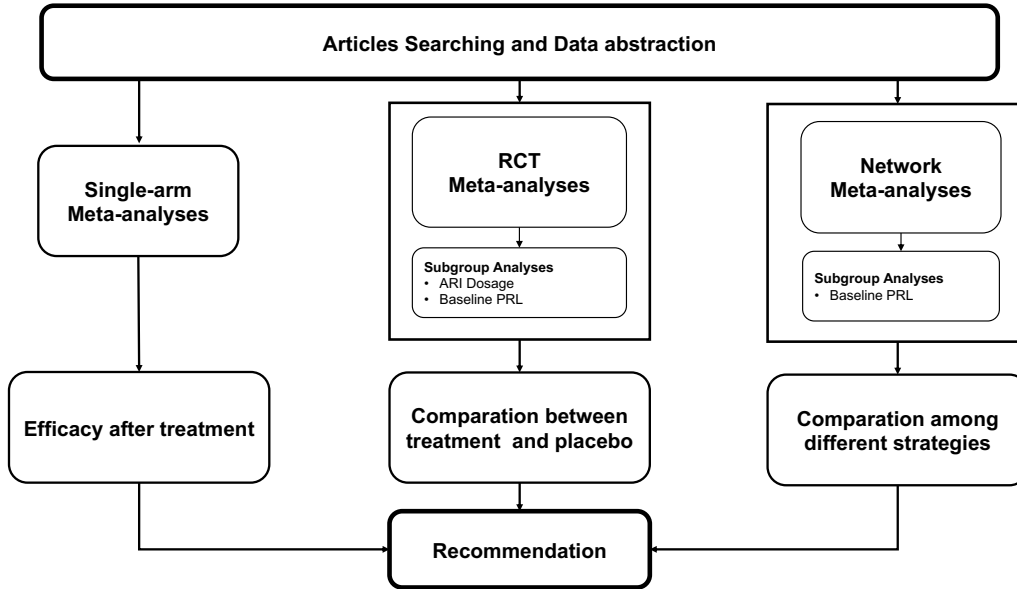 Articles Searching and Data abstraction
Single-arm
Meta-analyses
Efficacy after treatment
RCT
Meta-analyses
Subgroup Analyses
• ARI Dosage
• Baseline PRL
Comparation between
treatment and placebo
Network
Meta-analyses
Subgroup Analyses
• Baseline PRL
Comparation among
different strategies
Recommendation